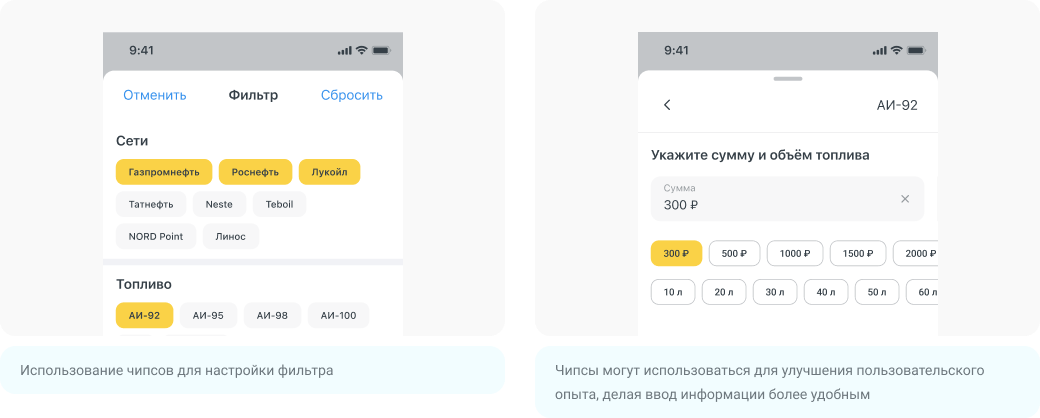 9:41
Отменить Фильтр Сбросить
Сети
Газпромнефть Роснефть Лукойл
Татнефть Neste Teboil
NORD Point Линос
Топливо
АИ-92 АИ-95 АИ-98 АИ-100
Использование чипсов для настройки фильтра
9:41
АИ-92
Укажите сумму и объём топлива
Сумма
300 ₽
300 ₽ 500 ₽ 1000 ₽ 1500 ₽ 2000 ₽
10 л 20 л 30 л 40 л 50 л 60 л
Чипсы могут использоваться для улучшения пользовательского
опыта, делая ввод информации более удобным